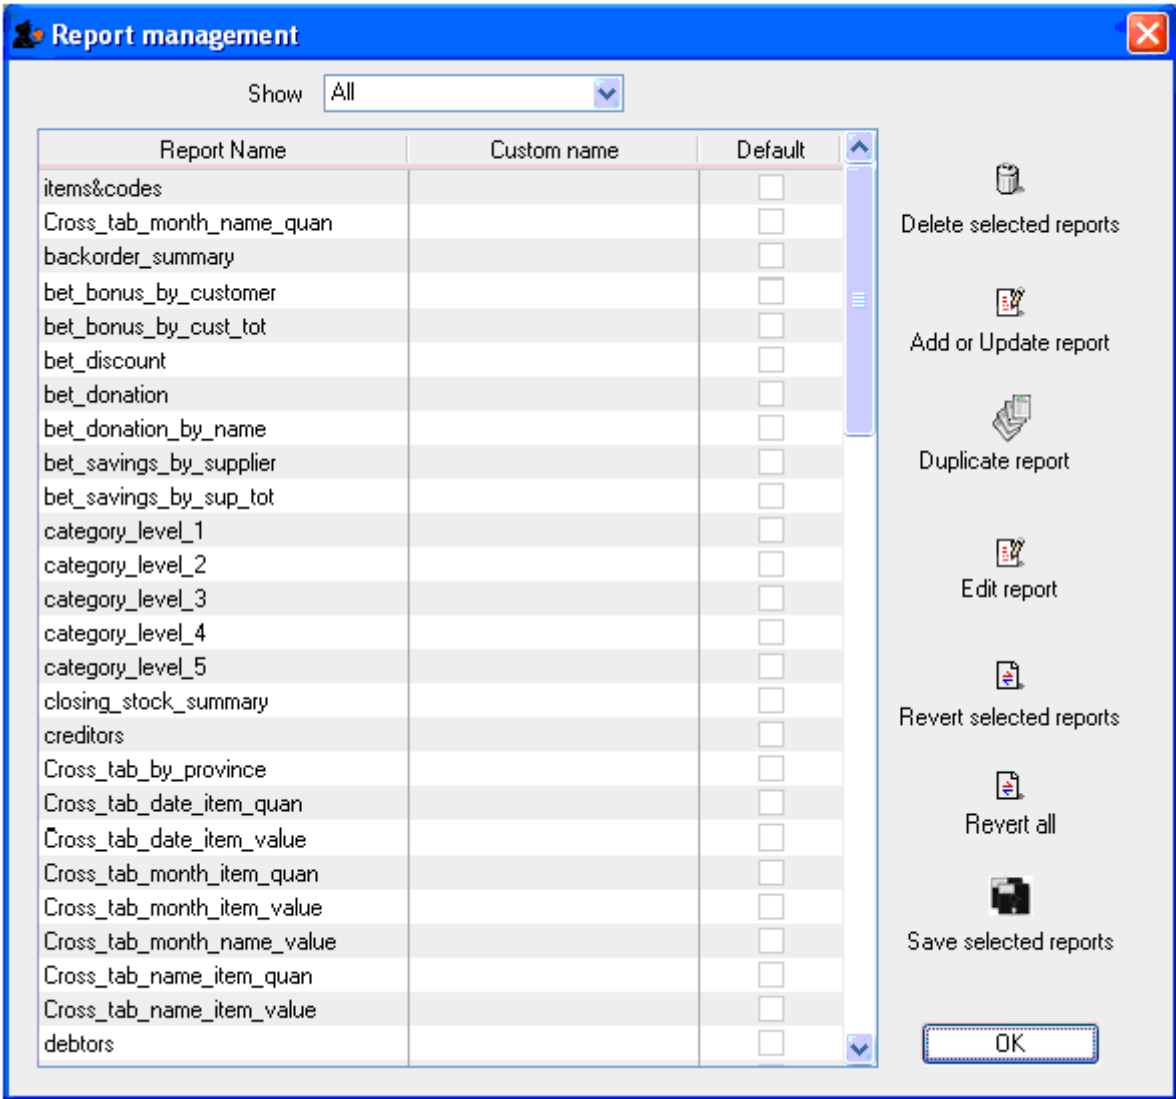 Report management
Show All
Report Name Custom name Default
items&codes
Cross_tab_month_name_quan
backorder_summary
bet_bonus_by_customer
bet_bonus_by_cust_tot
bet_discount
bet_donation
bet_donation_by_name
bet_savings_by_supplier
bet_savings_by_sup_tot
category_level_1
category_level_2
category_level_3
category_level_4
category_level_5
closing_stock_summary
creditors
Cross_tab_by_province
Cross_tab_date_item_quan
Cross_tab_date_item_value
Cross_tab_month_item_quan
Cross_tab_month_item_value
Cross_tab_month_name_value
Cross_tab_name_item_quan
Cross_tab_name_item_value
debtors
Delete selected reports
Add or Update report
Duplicate report
Edit report
Revert selected reports
Revert all
Save selected reports
OK